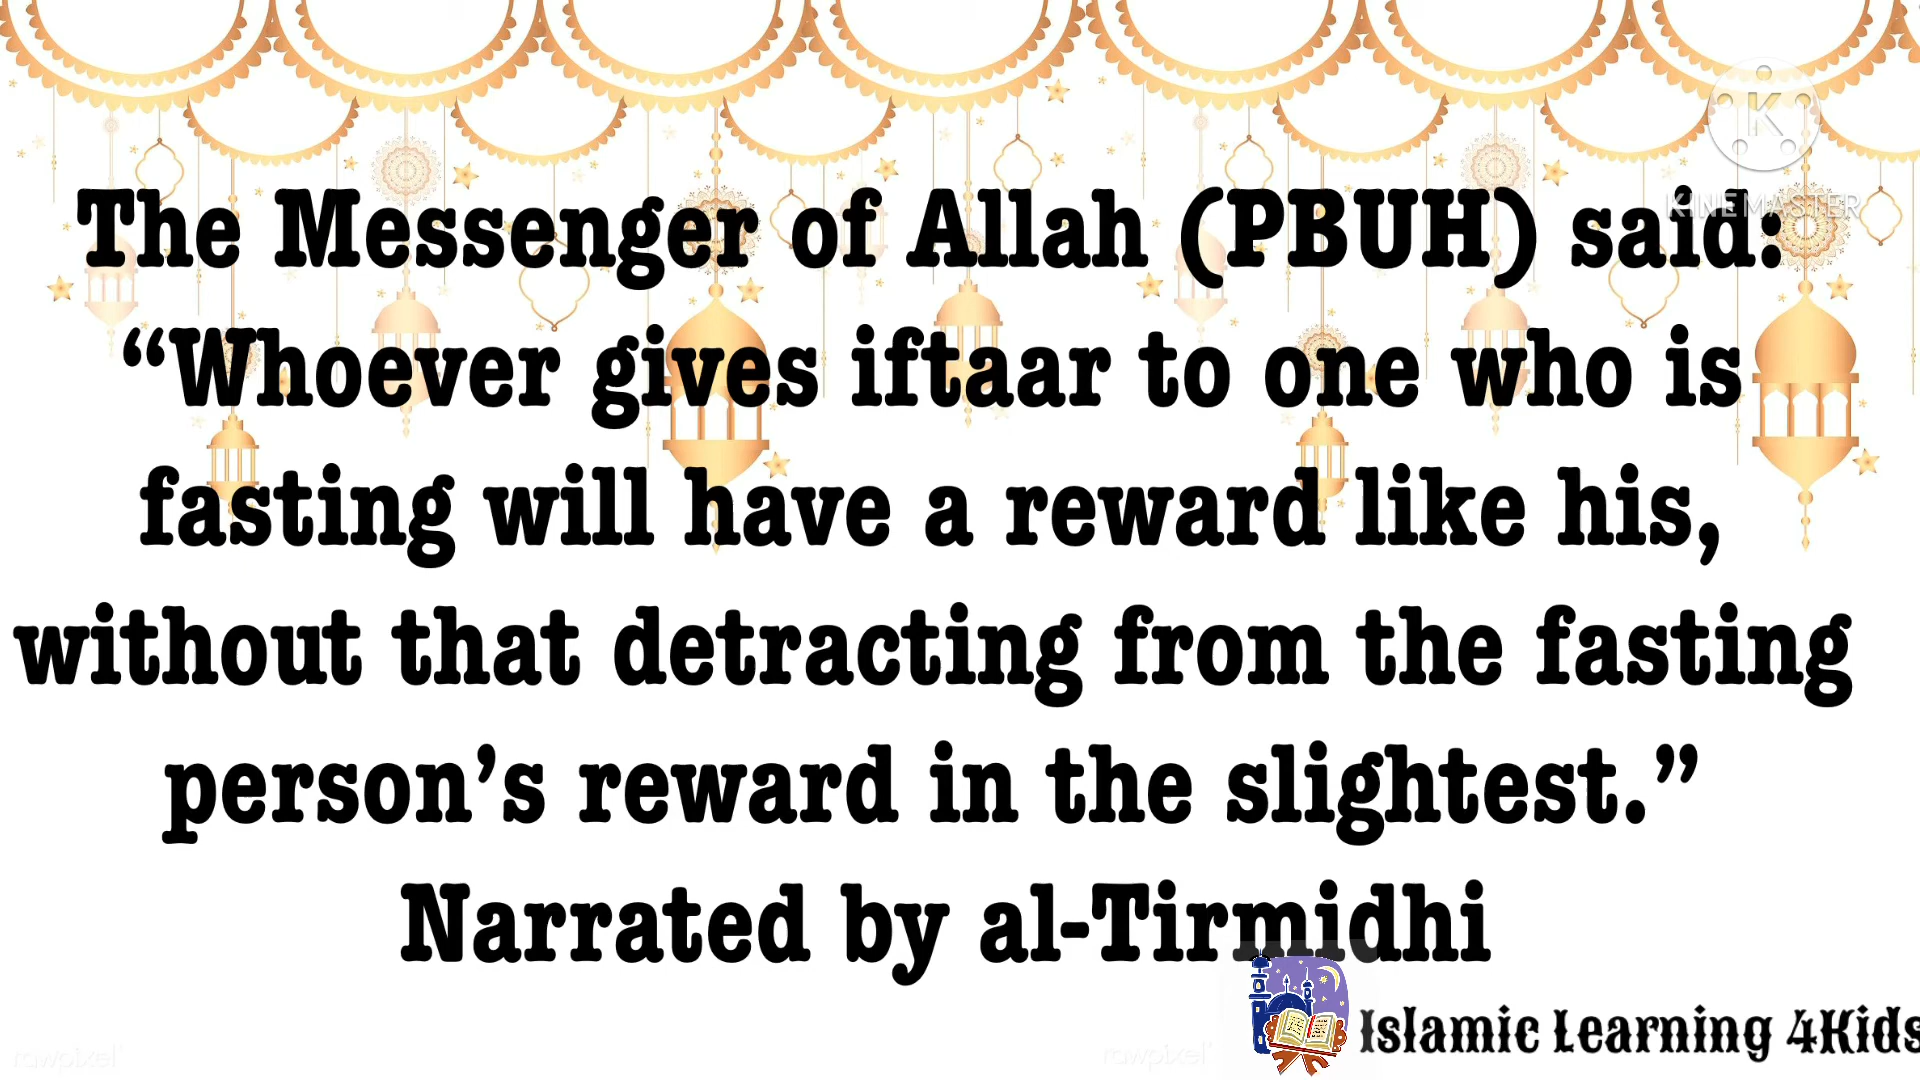 KINEMASTER
The Messenger of Allah (PBUH) said:
“Whoever gives iftaar to one who is
fasting will have a reward like his,
without that detracting from the fasting
person’s reward in the slightest.”
Narrated by al-Tirmidhi
Islamic Learning 4Kids
rawpixel
rawpixel